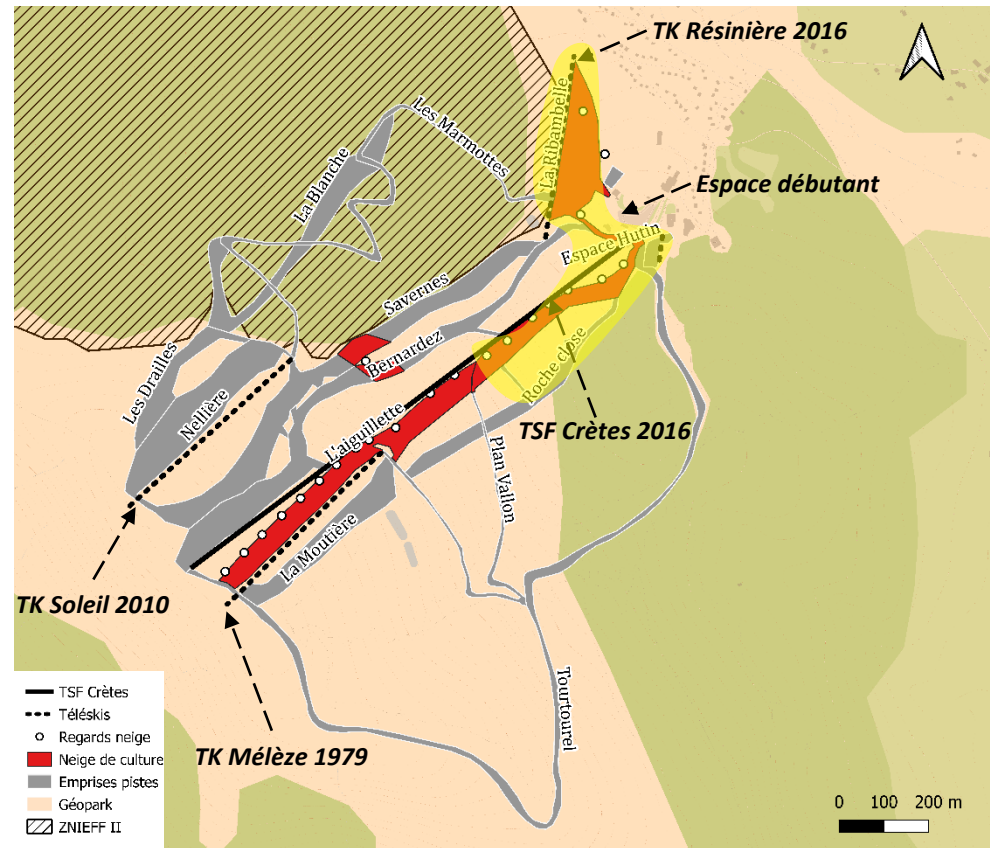 TK Résinière 2016
Les Marmottes
La Ribambelle
La Blanche
Espace débutant
Espace Hutin
Savernes
Bernardez
Les Drailles
Nellière
Roche close
L'aiguillette
TSF Crètes 2016
Plan Vallon
La Moutière
TK Soleil 2010
Tourtourel
TK Mélèze 1979
TSF Crêtes
Téléskis
Regards neige
Neige de culture
Emprises pistes
Géopark
ZNIEFF II
0 100 200 m